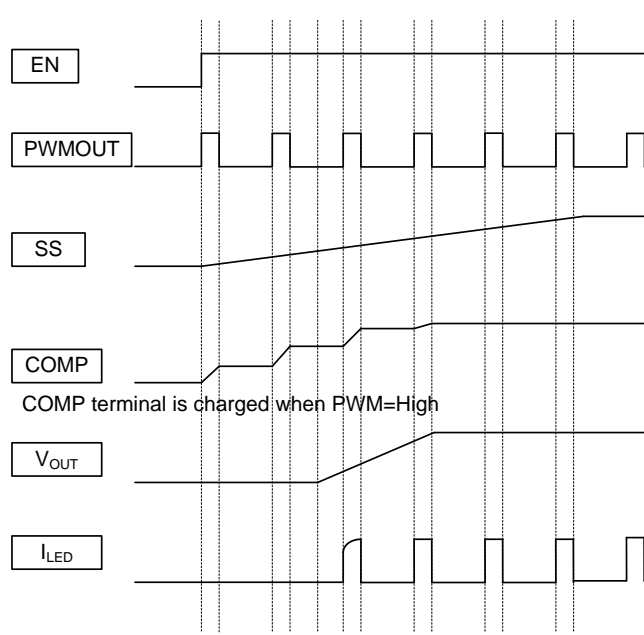 EN
PWMOUT
SS
COMP
COMP terminal is charged when PWM=High
VOUT
ILED